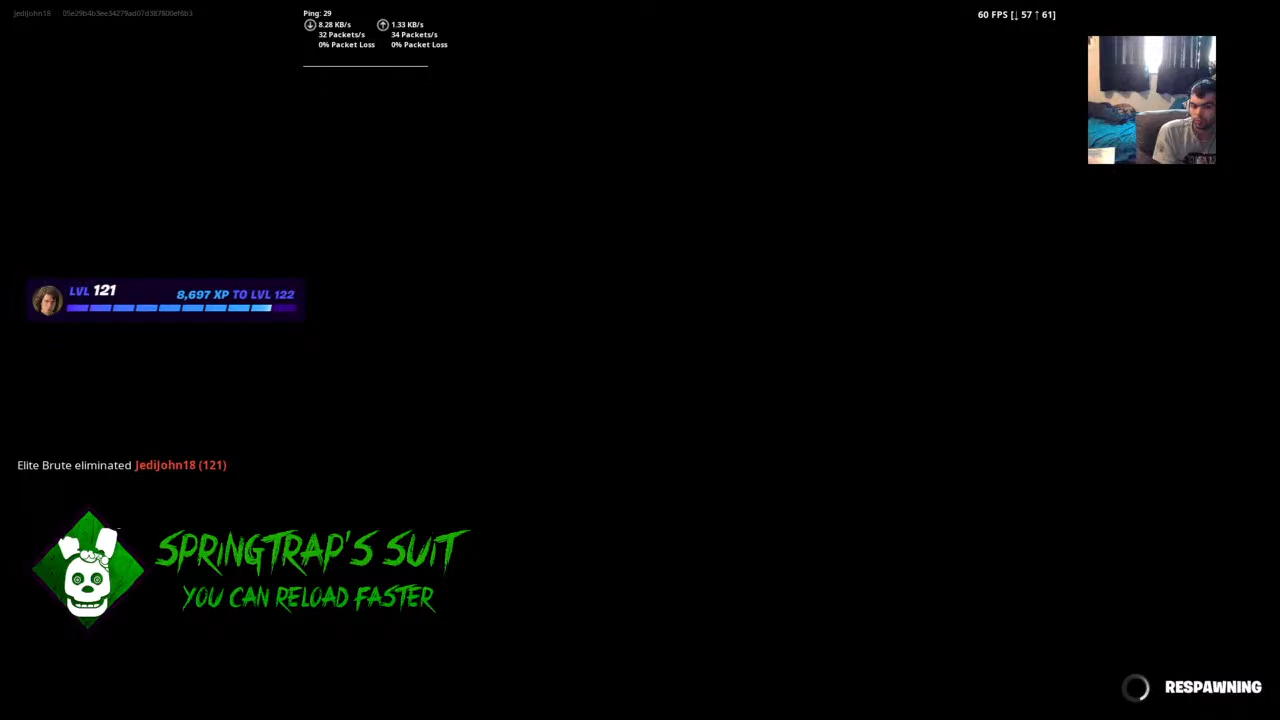 JediJohn18 05e29b4b3ee34279ad07d387800ef6b3
Ping: 29
8.28 KB/s 1.33 KB/s
32 Packets/s 34 Packets/s
0% Packet Loss 0% Packet Loss
60 FPS [↓ 57 ↑ 61]
LVL 121 8,697 XP TO LVL 122
Elite Brute eliminated JediJohn18 (121)
SPRINGTRAP'S SUIT
YOU CAN RELOAD FASTER
RESPAWNING